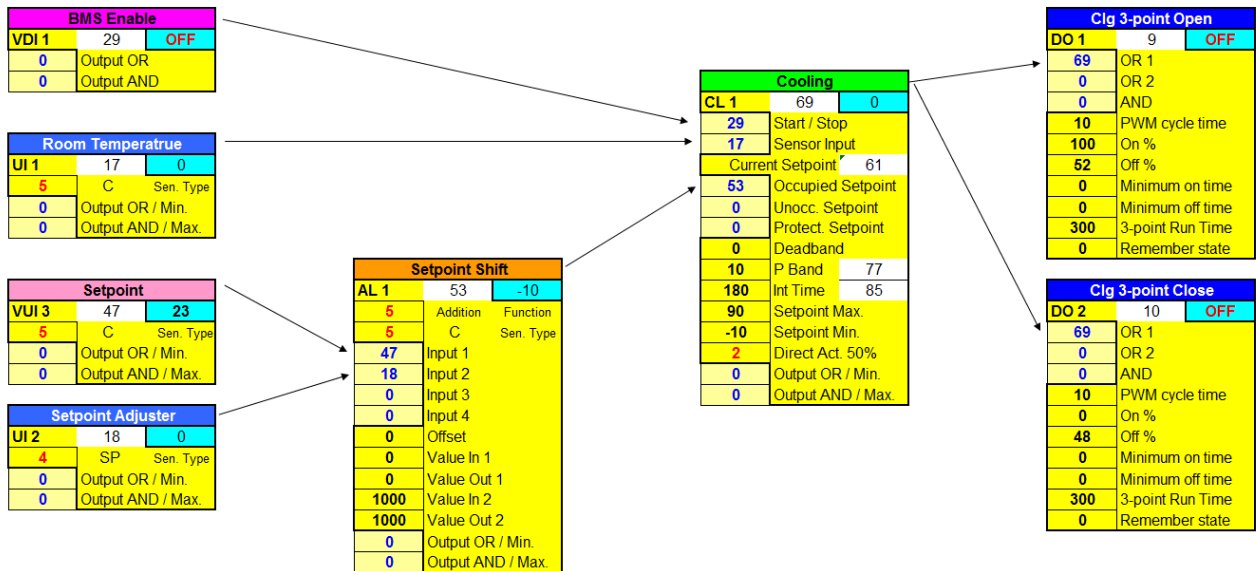 BMS Enable
VDI 1 29 OFF
0 Output OR
0 Output AND
Room Temperatrue
UI 1 17 0
5 C Sen. Type
0 Output OR / Min.
0 Output AND / Max.
Setpoint
VUI 3 47 23
5 C Sen. Type
0 Output OR / Min.
0 Output AND / Max.
Setpoint Adjuster
UI 2 18 0
4 SP Sen. Type
0 Output OR / Min.
0 Output AND / Max.
Setpoint Shift
AL 1 53 -10
5 Addition Function
5 C Sen. Type
47 Input 1
18 Input 2
0 Input 3
0 Input 4
0 Offset
0 Value In 1
0 Value Out 1
1000 Value In 2
1000 Value Out 2
0 Output OR / Min.
0 Output AND / Max.
Cooling
CL 1 69 0
29 Start / Stop
17 Sensor Input
Current Setpoint 61
53 Occupied Setpoint
0 Unocc. Setpoint
0 Protect. Setpoint
0 Deadband
10 P Band 77
180 Int Time 85
90 Setpoint Max.
-10 Setpoint Min.
2 Direct Act. 50%
0 Output OR / Min.
0 Output AND / Max.
Clg 3-point Open
DO 1 9 OFF
69 OR 1
0 OR 2
0 AND
10 PWM cycle time
100 On %
52 Off %
0 Minimum on time
0 Minimum off time
300 3-point Run Time
0 Remember state
Clg 3-point Close
DO 2 10 OFF
69 OR 1
0 OR 2
0 AND
10 PWM cycle time
0 On %
48 Off %
0 Minimum on time
0 Minimum off time
300 3-point Run Time
0 Remember state